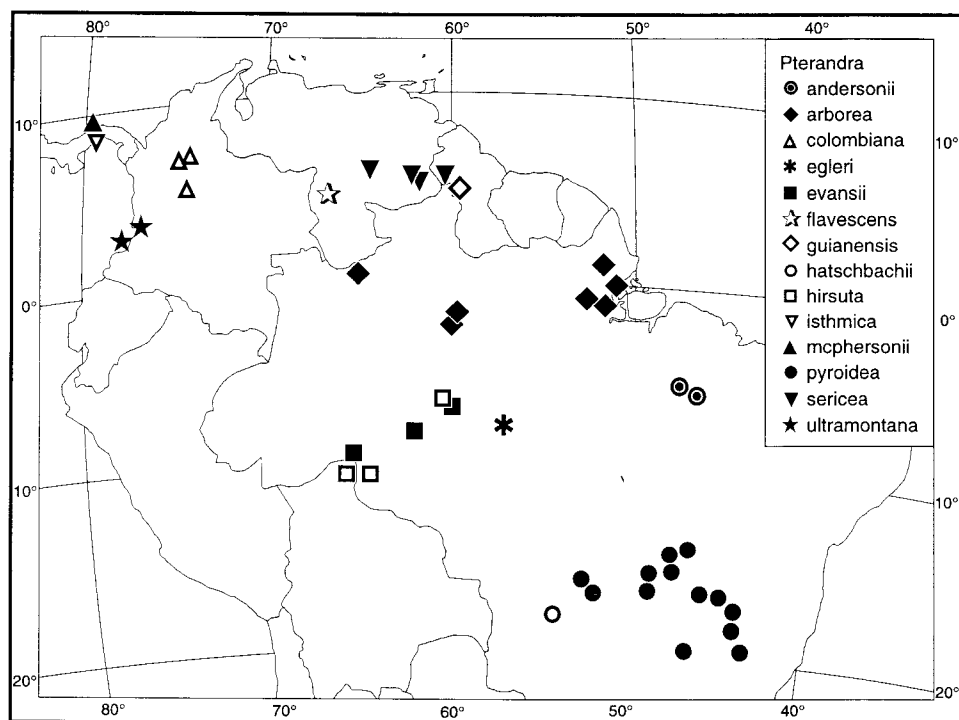 80° 70° 60° 50° 40°
Pterandra
andersonii
arborea
colombiana
egleri
evansii
flavescens
guianensis
hatschbachii
hirsuta
isthmica
mcphersonii
pyroidea
sericea
ultramontana
10° 10°
0° 0°
10° 10°
20° 20°
80° 70° 60° 50° 40°